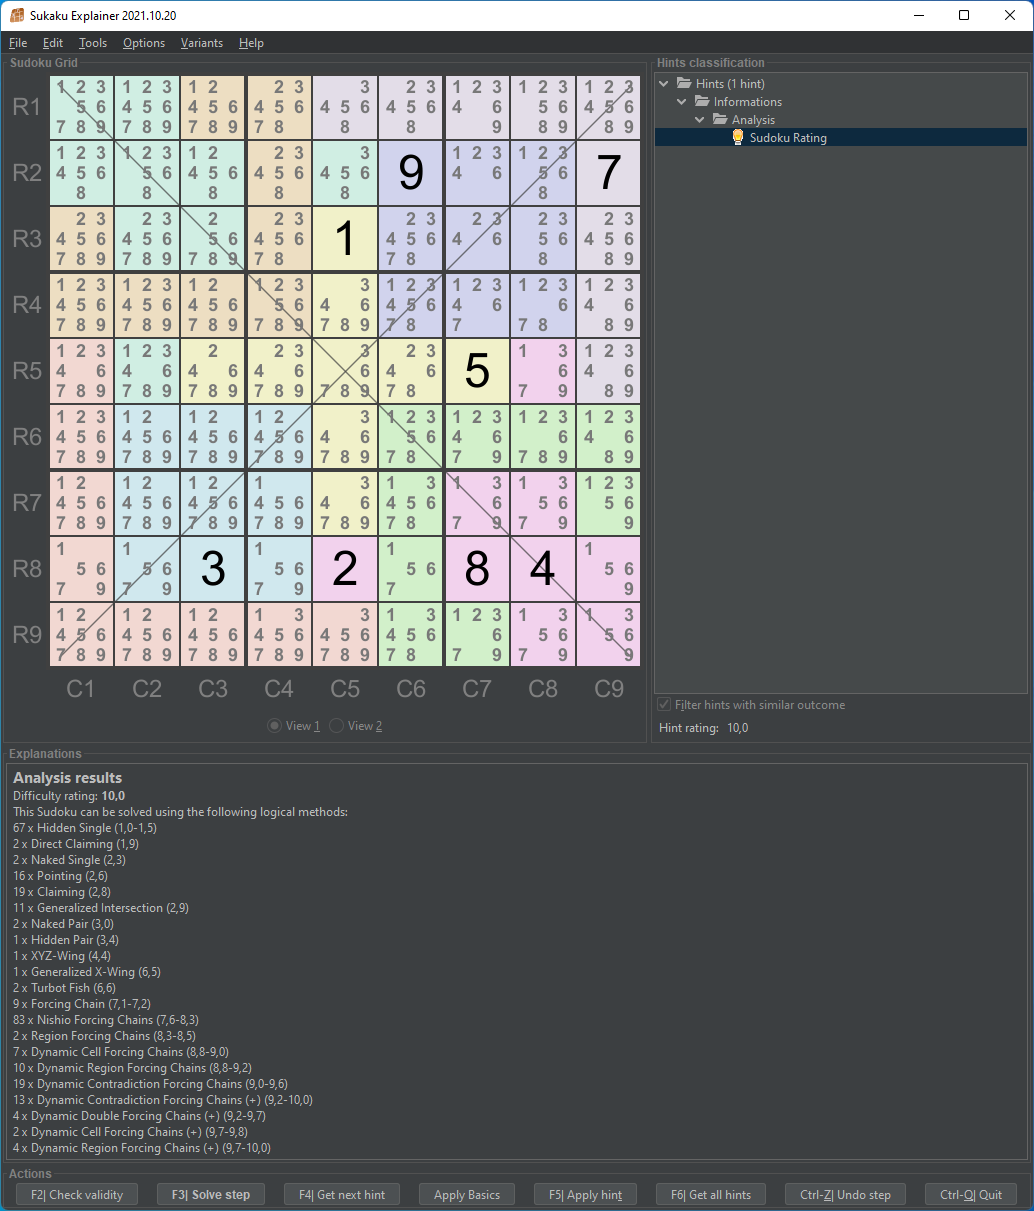 Sukaku Explainer 2021.10.20
File Edit Tools Options Variants Help
Sudoku Grid
1 2 3 1 2 3 1 2 2 3 3 2 3 1 2 3 1 2 3 1 2 3
R1 5 6 4 5 6 4 5 6 4 5 6 4 5 6 4 5 6 4 6 5 6 4 5 6
7 8 9 7 8 9 7 8 9 7 8 8 8 9 8 9 8 9
1 2 3 1 2 3 1 2 3 2 3 3 1 2 3 1 2 3
R2 4 5 6 5 6 4 5 6 4 5 6 4 5 6 9 4 6 5 6 7
8 8 8 8 8 8
2 3 2 3 2 2 3 2 3 2 3 2 3 2 3
R3 4 5 6 4 5 6 5 6 4 5 6 1 4 5 6 4 6 5 6 4 5 6
7 8 9 7 8 9 7 8 9 7 8 7 8 8 8 9
1 2 3 1 2 3 1 2 3 1 2 3 3 1 2 3 1 2 3 1 2 3 1 2 3
R4 4 5 6 4 5 6 4 5 6 5 6 4 6 4 5 6 4 6 6 4 6
7 8 9 7 8 9 7 8 9 7 8 9 7 8 9 7 8 7 7 8 8 9
1 2 3 1 2 3 2 2 3 3 2 3 1 3 1 2 3
R5 4 6 4 6 4 6 4 6 6 4 6 5 6 4 6
7 8 9 7 8 9 7 8 9 7 8 9 7 8 9 7 8 7 9 8 9
1 2 3 1 2 1 2 1 2 3 1 2 3 1 2 3 1 2 3 1 2 3
R6 4 5 6 4 5 6 4 5 6 4 5 6 4 6 5 6 4 6 6 4 6
7 8 9 7 8 9 7 8 9 7 8 9 7 8 9 7 8 7 9 7 8 9 8 9
1 2 1 2 1 2 1 3 1 3 1 3 1 3 1 2 3
R7 4 5 6 4 5 6 4 5 6 4 5 6 4 6 4 5 6 6 5 6 5 6
7 8 9 7 8 9 7 8 9 7 8 9 7 8 9 7 8 7 9 7 9 9
1 1 1 1 1
R8 5 6 5 6 3 5 6 2 5 6 8 4 5 6
7 9 7 9 7 9 7 9
1 2 1 2 1 2 1 3 1 3 1 2 3 1 3 1 3
R9 4 5 6 4 5 6 4 5 6 4 5 6 4 5 6 4 5 6 6 5 6 5 6
7 8 9 7 8 9 7 8 9 7 8 9 7 8 9 7 8 7 9 7 9 9
C1 C2 C3 C4 C5 C6 C7 C8 C9
View 1 View 2
Hints classification
Hints (1 hint)
Informations
Analysis
Sudoku Rating
Filter hints with similar outcome
Hint rating: 10,0
Explanations
Analysis results
Difficulty rating: 10,0
This Sudoku can be solved using the following logical methods:
67 x Hidden Single (1,0-1,5)
2 x Direct Claiming (1,9)
2 x Naked Single (2,3)
16 x Pointing (2,6)
19 x Claiming (2,8)
11 x Generalized Intersection (2,9)
2 x Naked Pair (3,0)
1 x Hidden Pair (3,4)
1 x XYZ-Wing (4,4)
1 x Generalized X-Wing (6,5)
2 x Turbot Fish (6,6)
9 x Forcing Chain (7,1-7,2)
83 x Nishio Forcing Chains (7,6-8,3)
2 x Region Forcing Chains (8,3-8,5)
7 x Dynamic Cell Forcing Chains (8,8-9,0)
10 x Dynamic Region Forcing Chains (8,8-9,2)
19 x Dynamic Contradiction Forcing Chains (9,0-9,6)
13 x Dynamic Contradiction Forcing Chains (+) (9,2-10,0)
4 x Dynamic Double Forcing Chains (+) (9,2-9,7)
2 x Dynamic Cell Forcing Chains (+) (9,7-9,8)
4 x Dynamic Region Forcing Chains (+) (9,7-10,0)
Actions
F2| Check validity F3| Solve step F4| Get next hint Apply Basics F5| Apply hint F6| Get all hints Ctrl-Z| Undo step Ctrl-Q| Quit